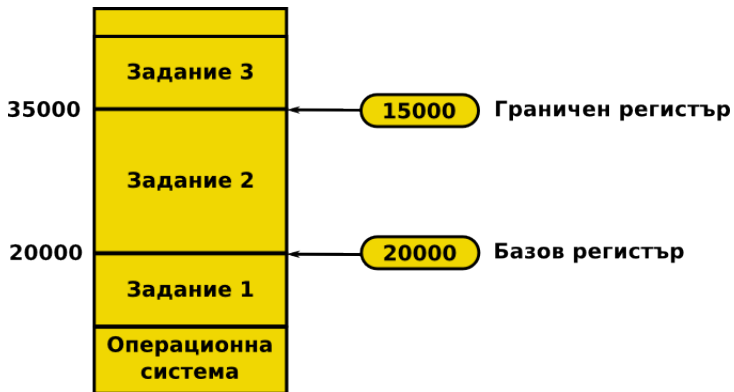 Задание 3
35000
15000
Граничен регистър
Задание 2
20000
20000
Базов регистър
Задание 1
Операционна
система